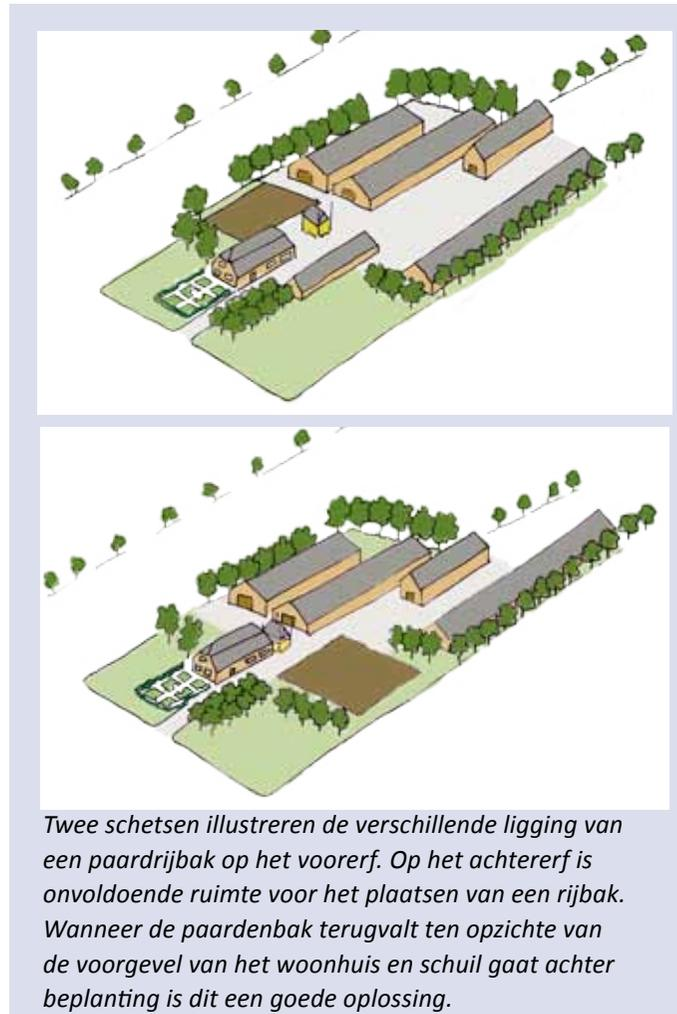 Twee schetsen illustreren de verschillende ligging van
een paardrijbak op het voorerf. Op het achtererf is
onvoldoende ruimte voor het plaatsen van een rijbak.
Wanneer de paardenbak terugvalt ten opzichte van
de voorgevel van het woonhuis en schuil gaat achter
beplanting is dit een goede oplossing.